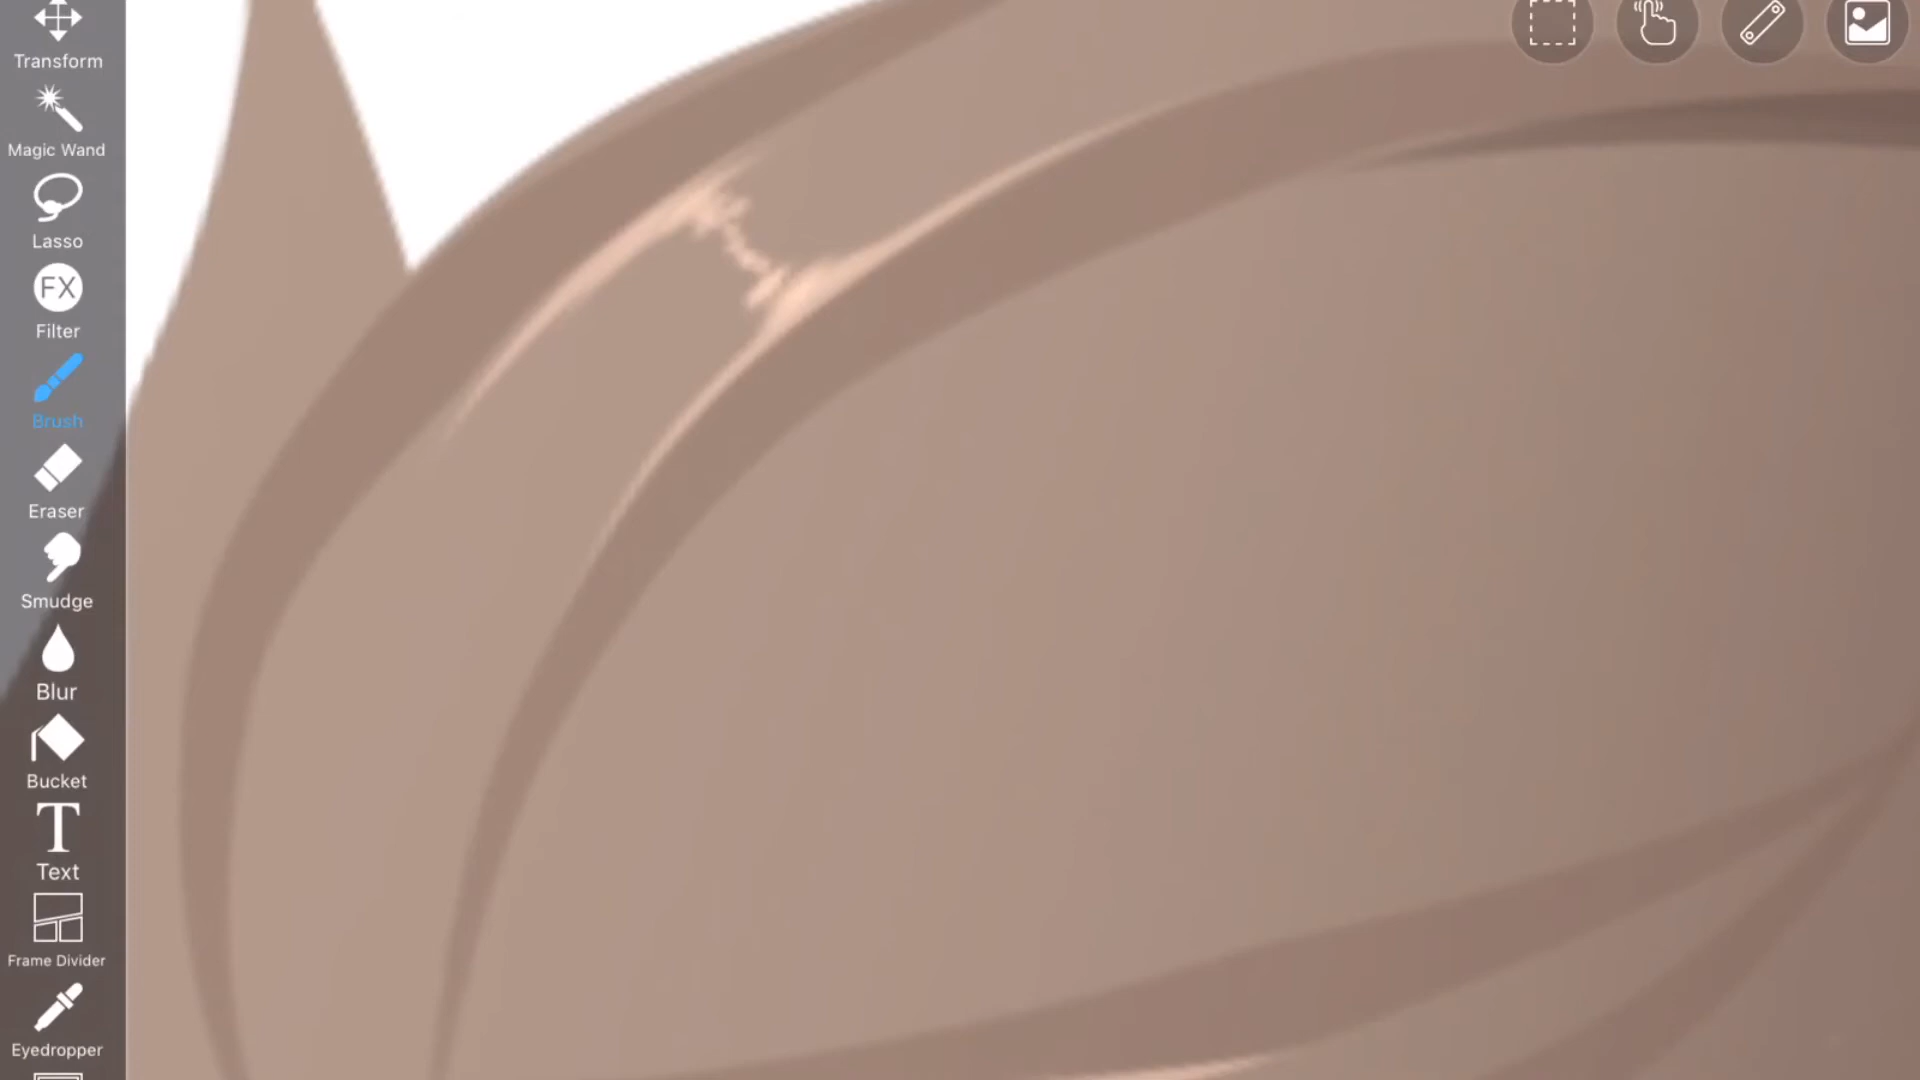 Transform
Magic Wand
Lasso
FX
Filter
Brush
Eraser
Smudge
Blur
Bucket
T
Text
Frame Divider
Eyedropper